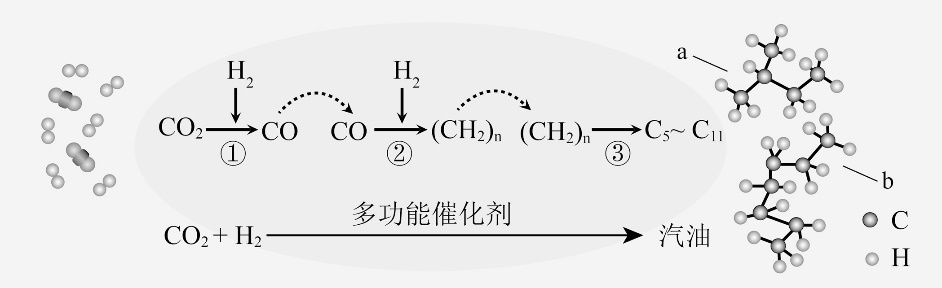 a
H₂ H₂
CO₂ CO CO (CH₂)ₙ (CH₂)ₙ C₅~ C₁₁
① ② ③
b
多功能催化剂
CO₂ + H₂ 汽油
C
H